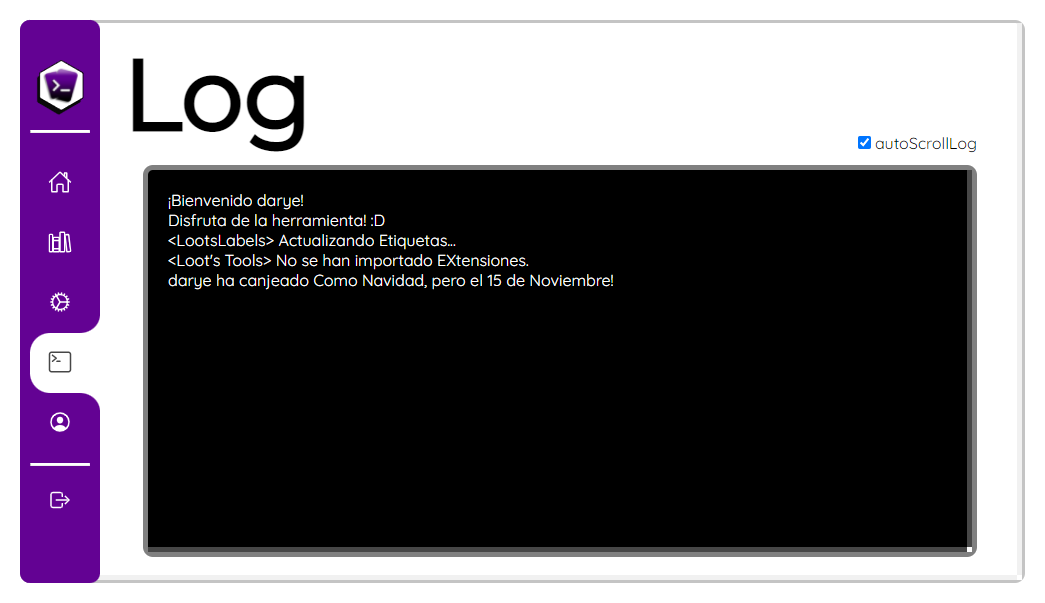 Log
autoScrollLog
¡Bienvenido darye!
Disfruta de la herramienta! :D
<LootsLabels> Actualizando Etiquetas...
<Loot's Tools> No se han importado EXtensiones.
darye ha canjeado Como Navidad, pero el 15 de Noviembre!